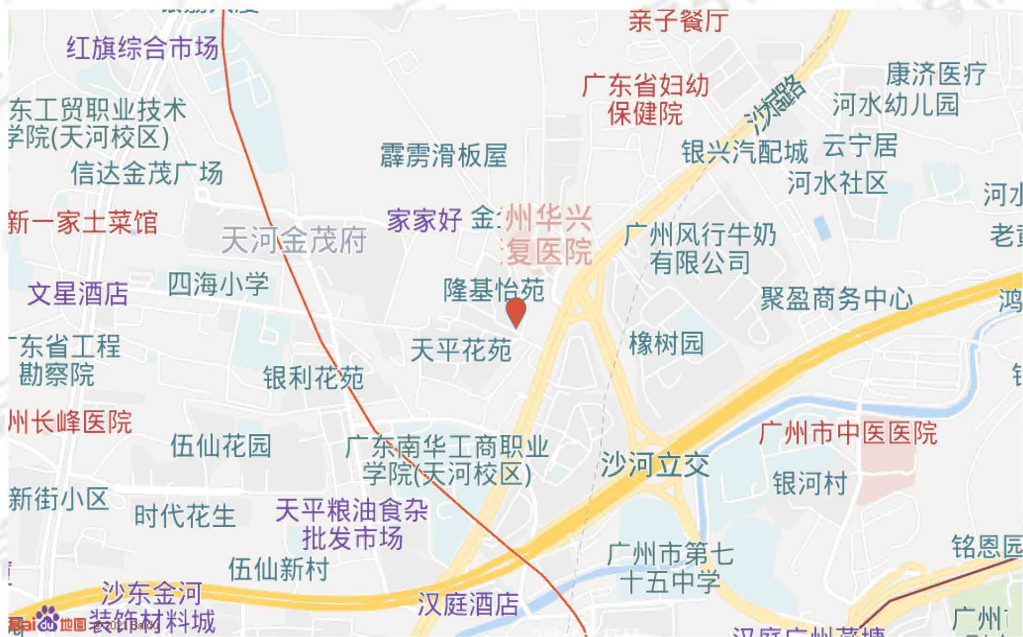 亲子餐厅
红旗综合市场
康济医疗
广东省妇幼
保健院
河水幼儿园
东工贸职业技术
学院(天河校区)
沙东路
霹雳滑板屋
银兴汽配城
云宁居
信达金茂广场
河水社区
河水
新一家土菜馆
家家好
金
州华兴
复医院
天河金茂府
广州风行牛奶
有限公司
四海小学
隆基怡苑
文星酒店
聚盈商务中心
鸿
天平花苑
橡树园
东省工程
勘察院
银利花苑
州长峰医院
伍仙花园
广东南华工商职业
学院(天河校区)
广州市中医医院
沙河立交
银河村
新街小区
时代花生
天平粮油食杂
批发市场
铭恩园
广州市第七
十五中学
伍仙新村
沙东金河
装饰材料城
汉庭酒店
广州
Bai du 地图